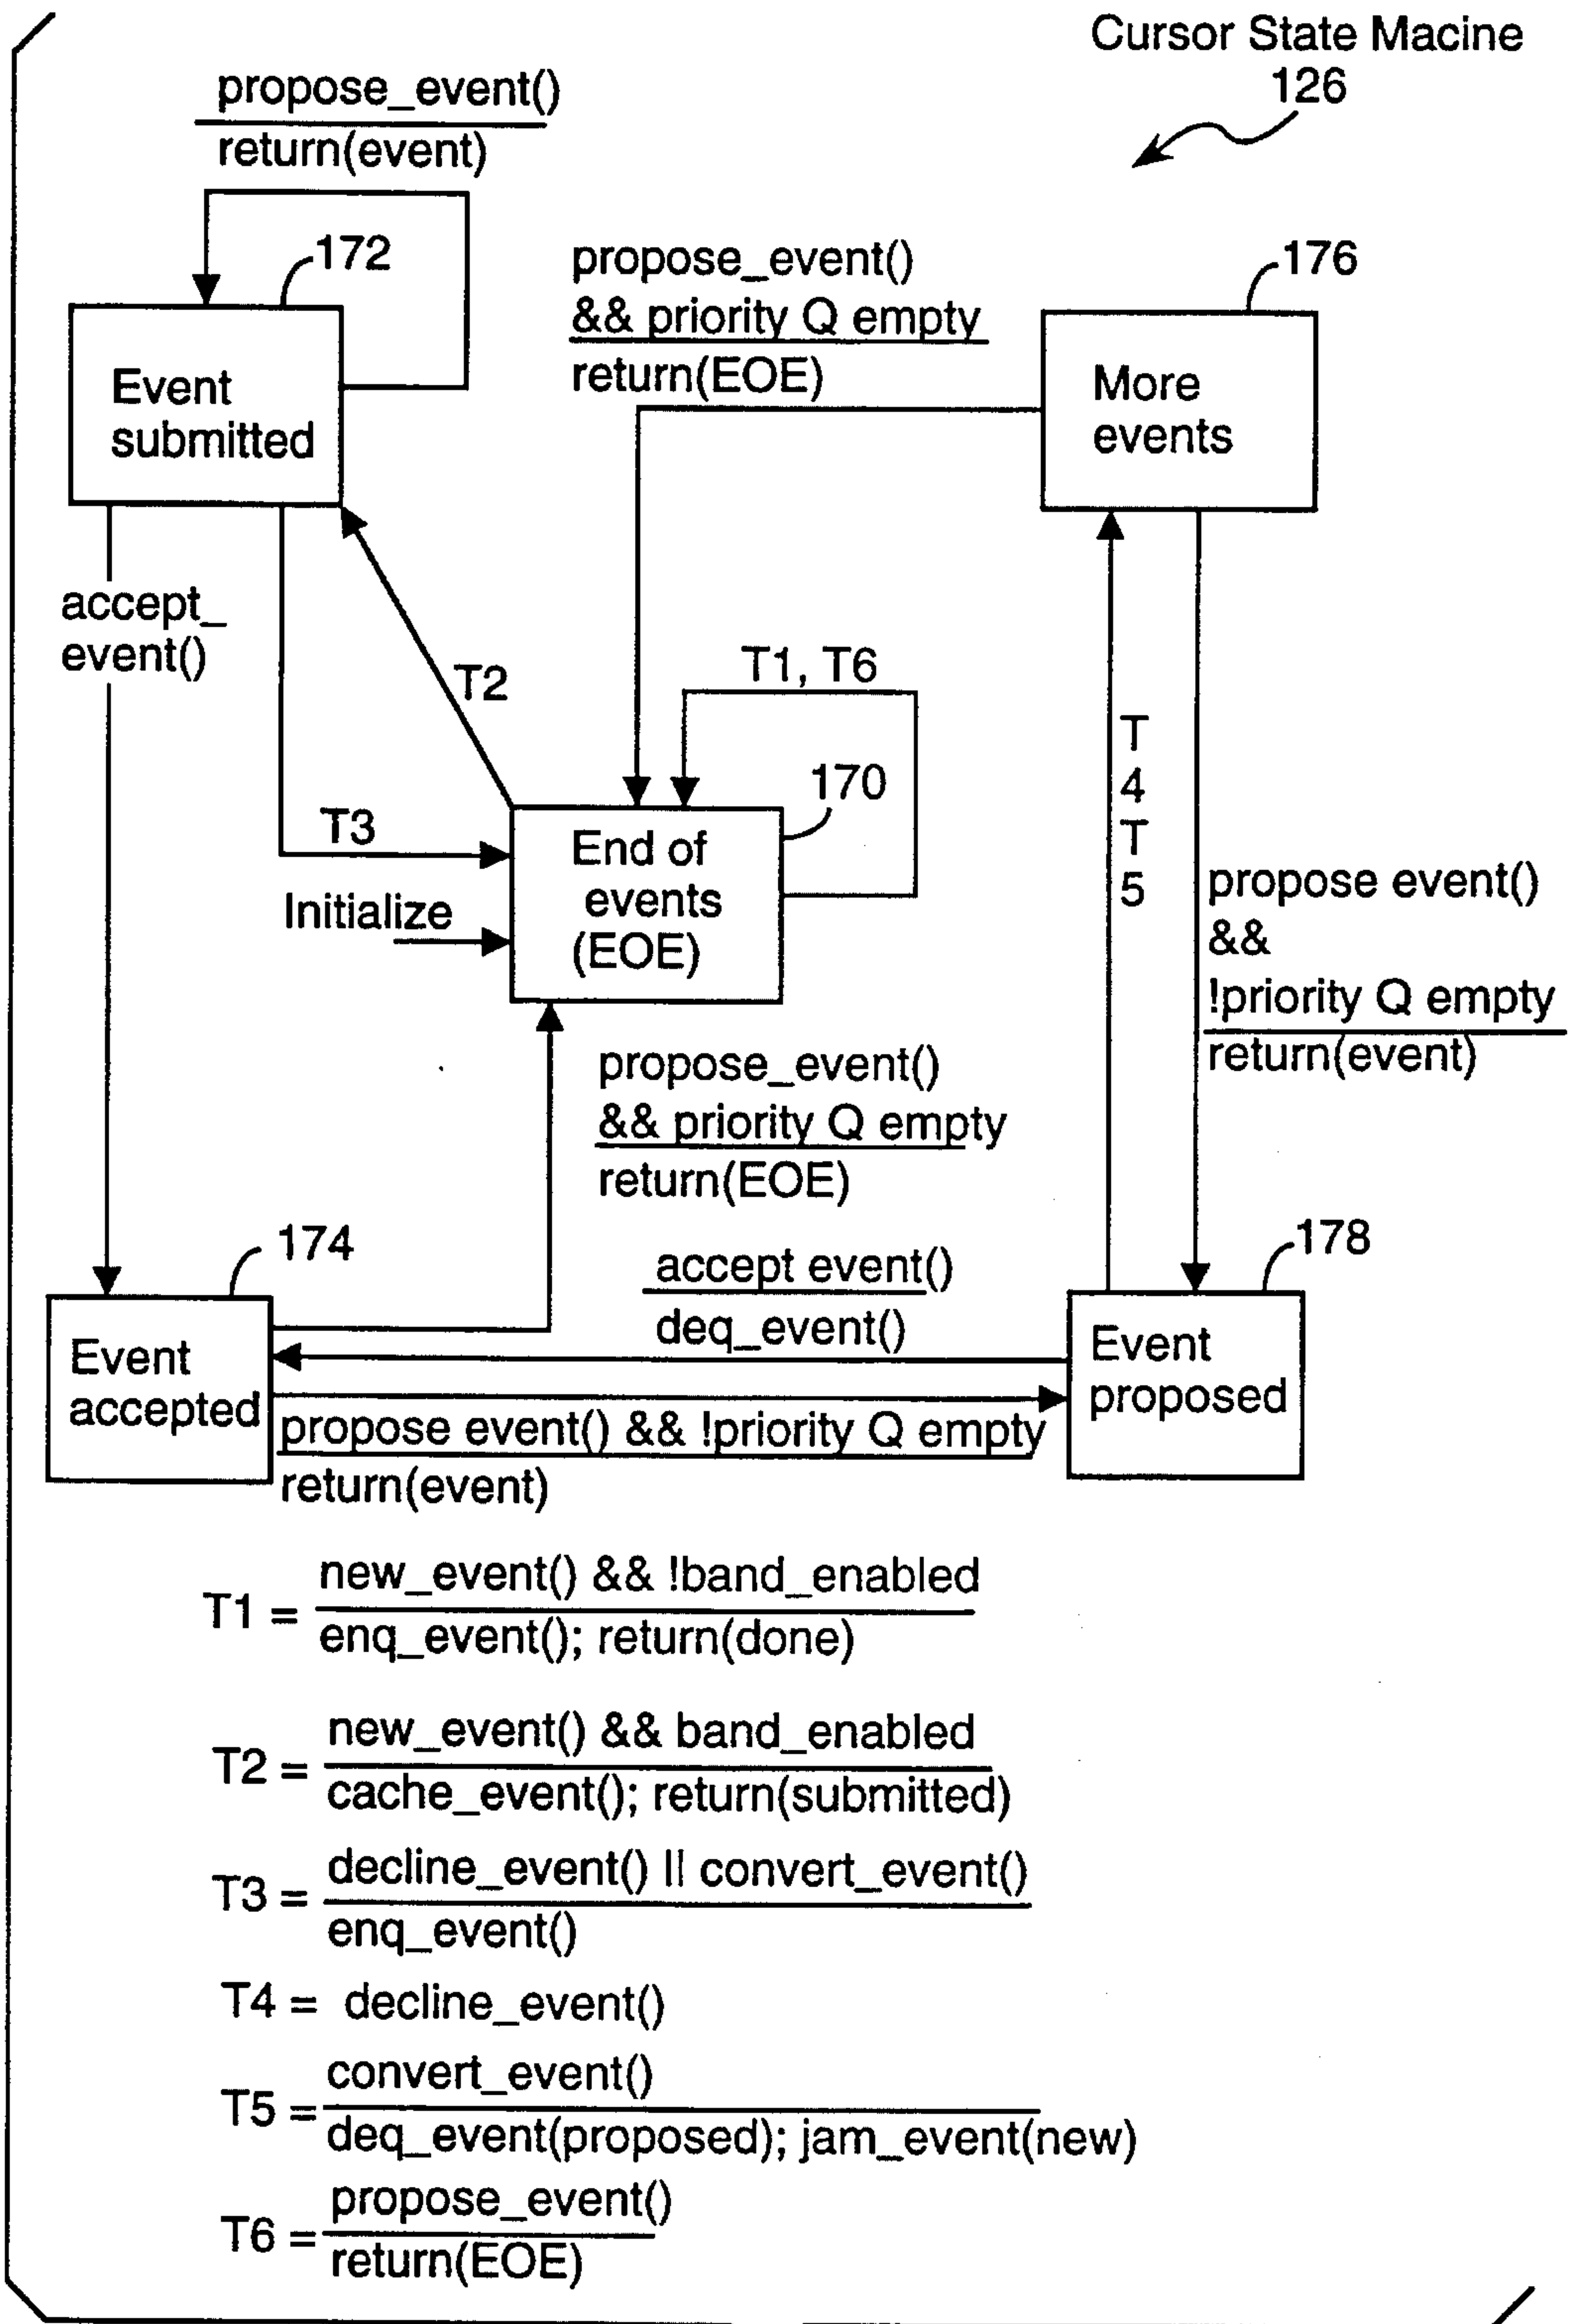 Cursor State Macine
126
propose_event()
return(event)
172
Event
submitted
propose_event()
&& priority Q empty
return(EOE)
176
More
events
accept_
event()
T2
T1, T6
T3
170
End of
events
(EOE)
Initialize
T
4
T
5
propose event()
&&
!priority Q empty
return(event)
propose_event()
&& priority Q empty
return(EOE)
174
Event
accepted
accept event()
deq_event()
178
Event
proposed
propose event() && !priority Q empty
return(event)
T1 = new_event() && !band_enabled
enq_event(); return(done)
T2 = new_event() && band_enabled
cache_event(); return(submitted)
T3 = decline_event() || convert_event()
enq_event()
T4 = decline_event()
T5 = convert_event()
deq_event(proposed); jam_event(new)
T6 = propose_event()
return(EOE)